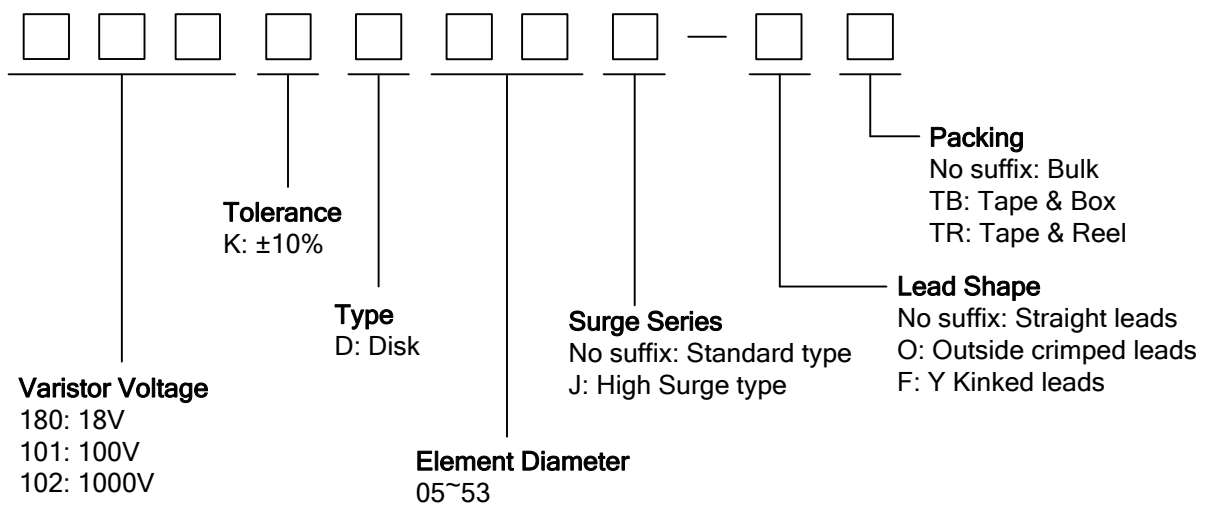 Packing
No suffix: Bulk
TB: Tape & Box
TR: Tape & Reel
Tolerance
K: ±10%
Lead Shape
No suffix: Straight leads
O: Outside crimped leads
F: Y Kinked leads
Type
D: Disk
Surge Series
No suffix: Standard type
J: High Surge type
Varistor Voltage
180: 18V
101: 100V
102: 1000V
Element Diameter
05~53